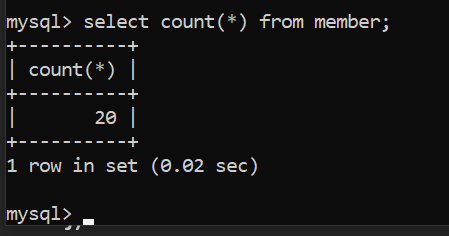 mysql> select count(*) from member;
+----------+
| count(*) |
+----------+
|       20 |
+----------+
1 row in set (0.02 sec)
mysql>